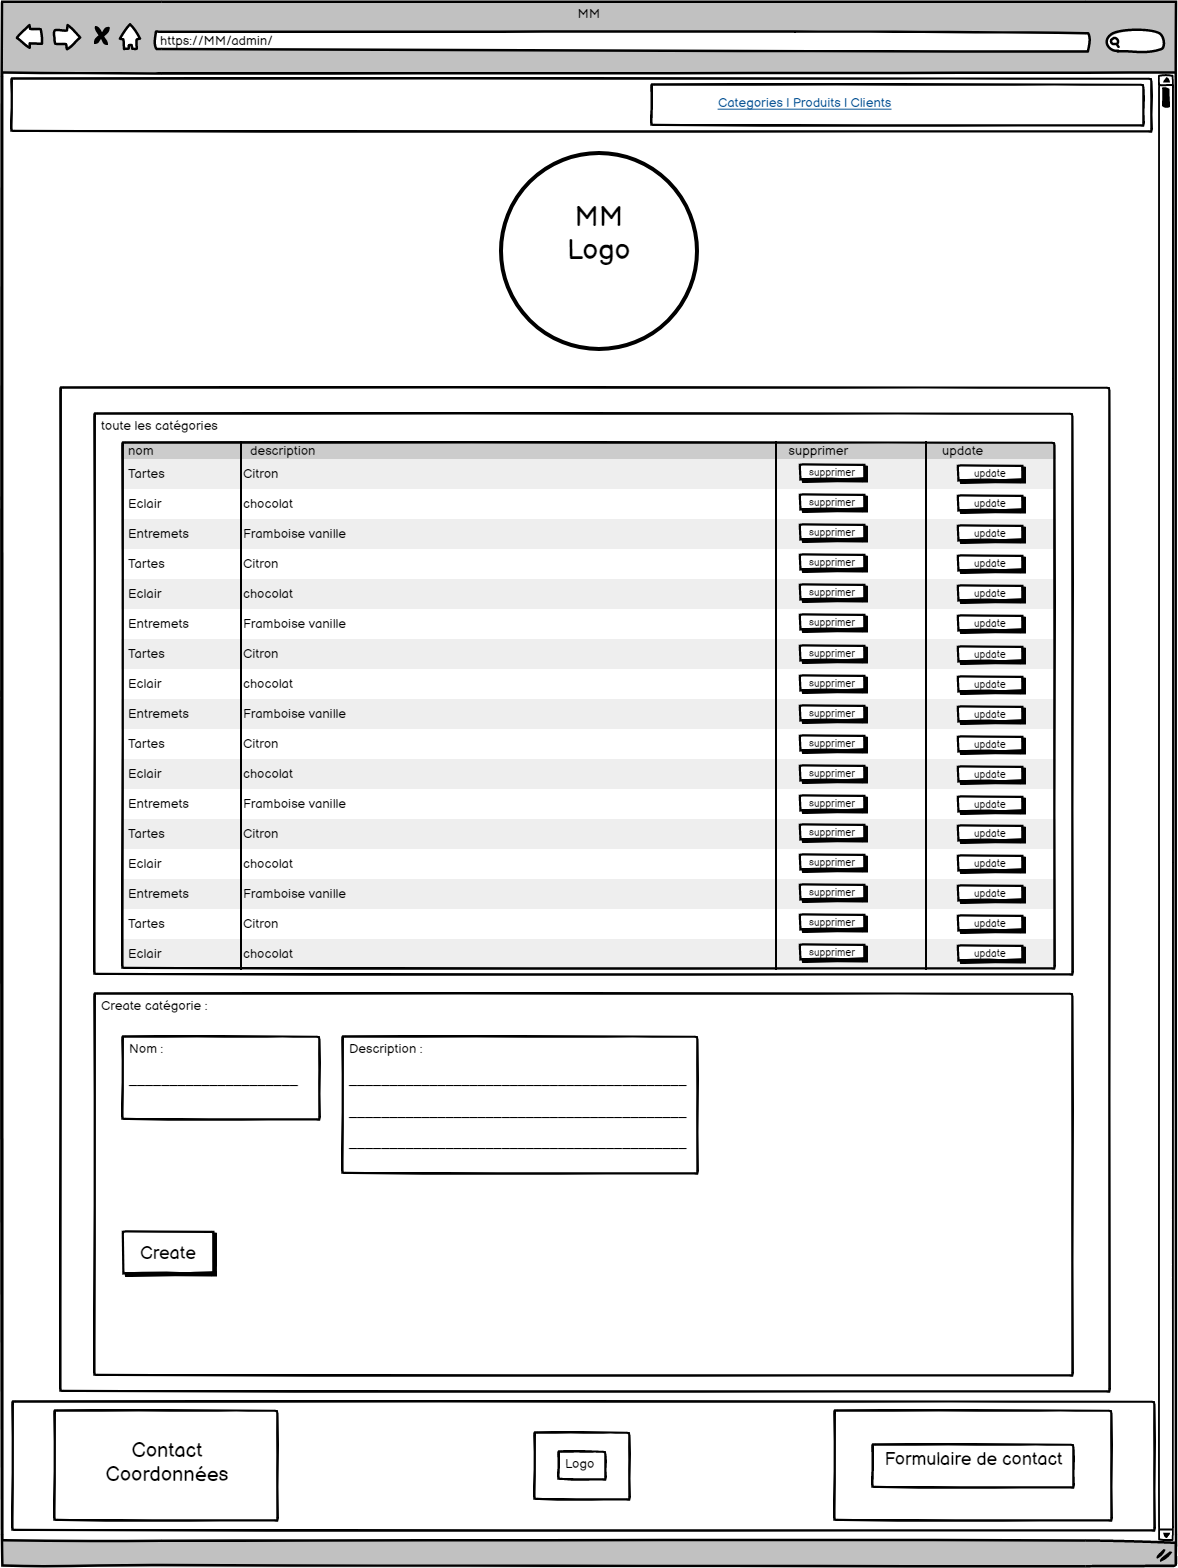 MM
https://MM/admin/
Categories | Produits | Clients
MM
Logo
toute les catégories
nom description supprimer update
Tartes Citron supprimer update
Eclair chocolat supprimer update
Entremets Framboise vanille supprimer update
Tartes Citron supprimer update
Eclair chocolat supprimer update
Entremets Framboise vanille supprimer update
Tartes Citron supprimer update
Eclair chocolat supprimer update
Entremets Framboise vanille supprimer update
Tartes Citron supprimer update
Eclair chocolat supprimer update
Entremets Framboise vanille supprimer update
Tartes Citron supprimer update
Eclair chocolat supprimer update
Entremets Framboise vanille supprimer update
Tartes Citron supprimer update
Eclair chocolat supprimer update
Create catégorie :
Nom : Description :
Create
Contact
Coordonnées
Logo
Formulaire de contact